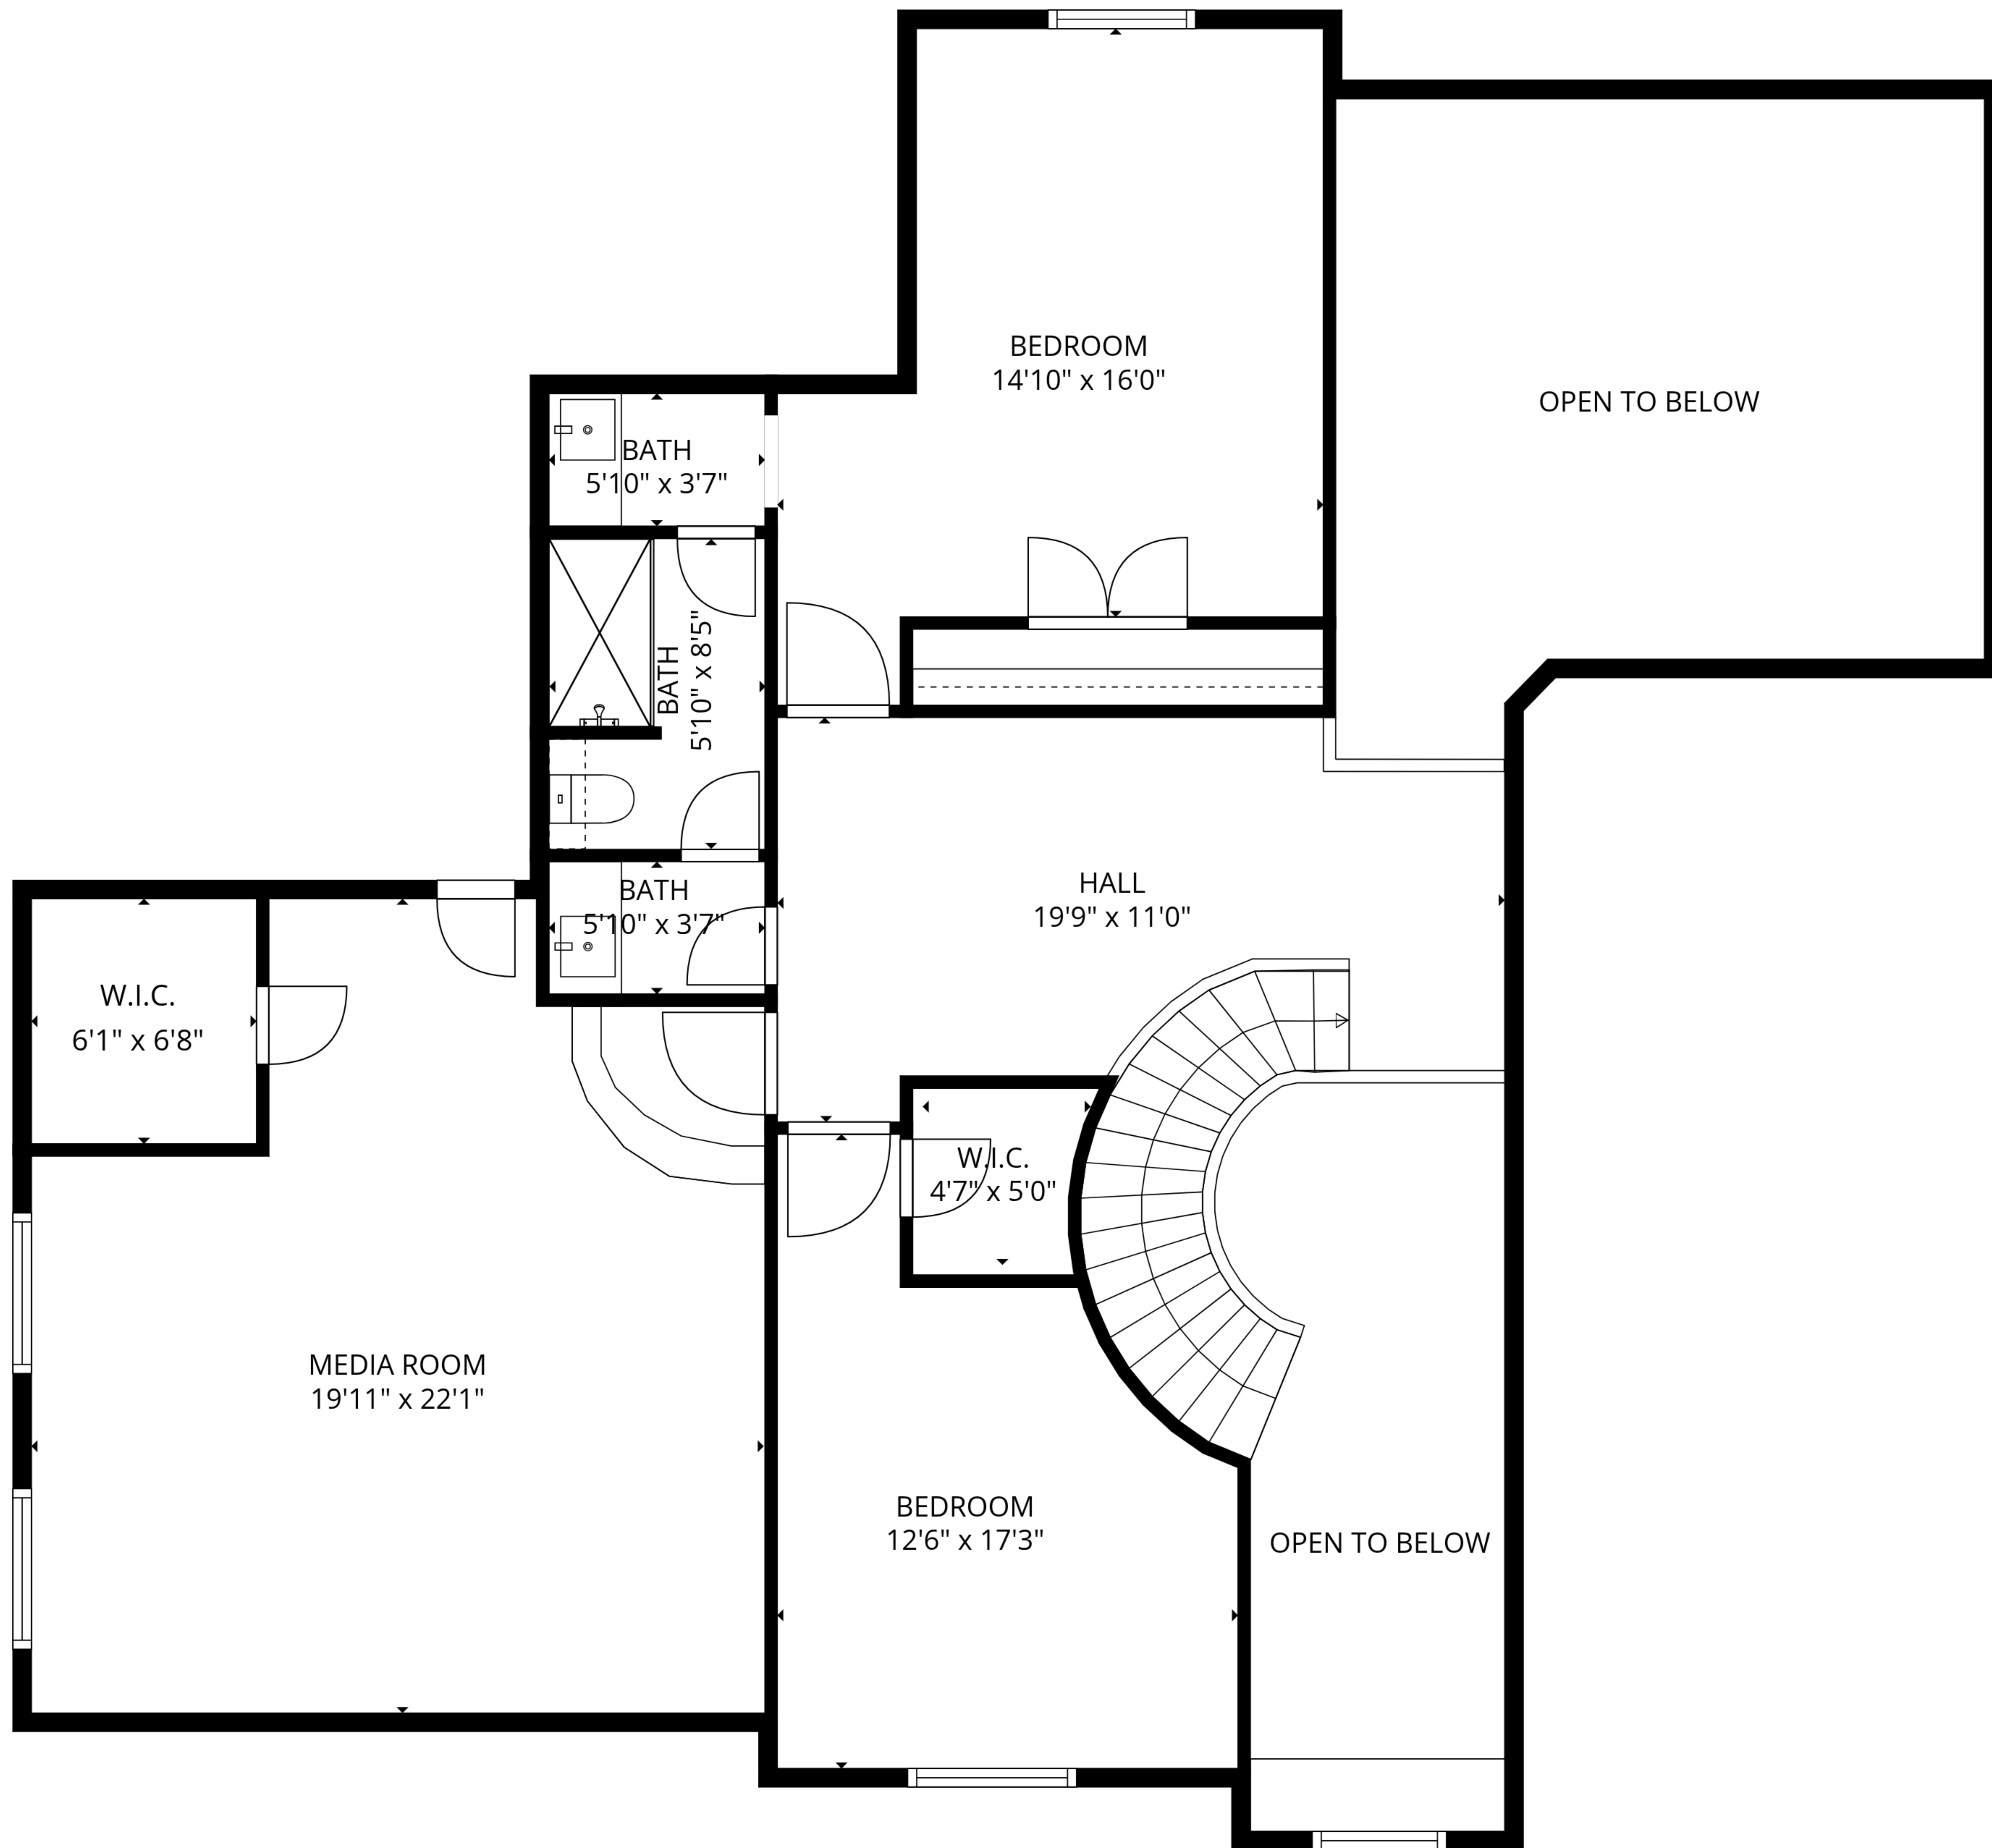 BEDROOM
14'10" x 16'0"
OPEN TO BELOW
BATH
5'10" x 3'7"
BATH
5'10" x 8'5"
HALL
19'9" x 11'0"
BATH
5'10" x 3'7"
W.I.C.
6'1" x 6'8"
W.I.C.
4'7" x 5'0"
MEDIA ROOM
19'11" x 22'1"
BEDROOM
12'6" x 17'3"
OPEN TO BELOW